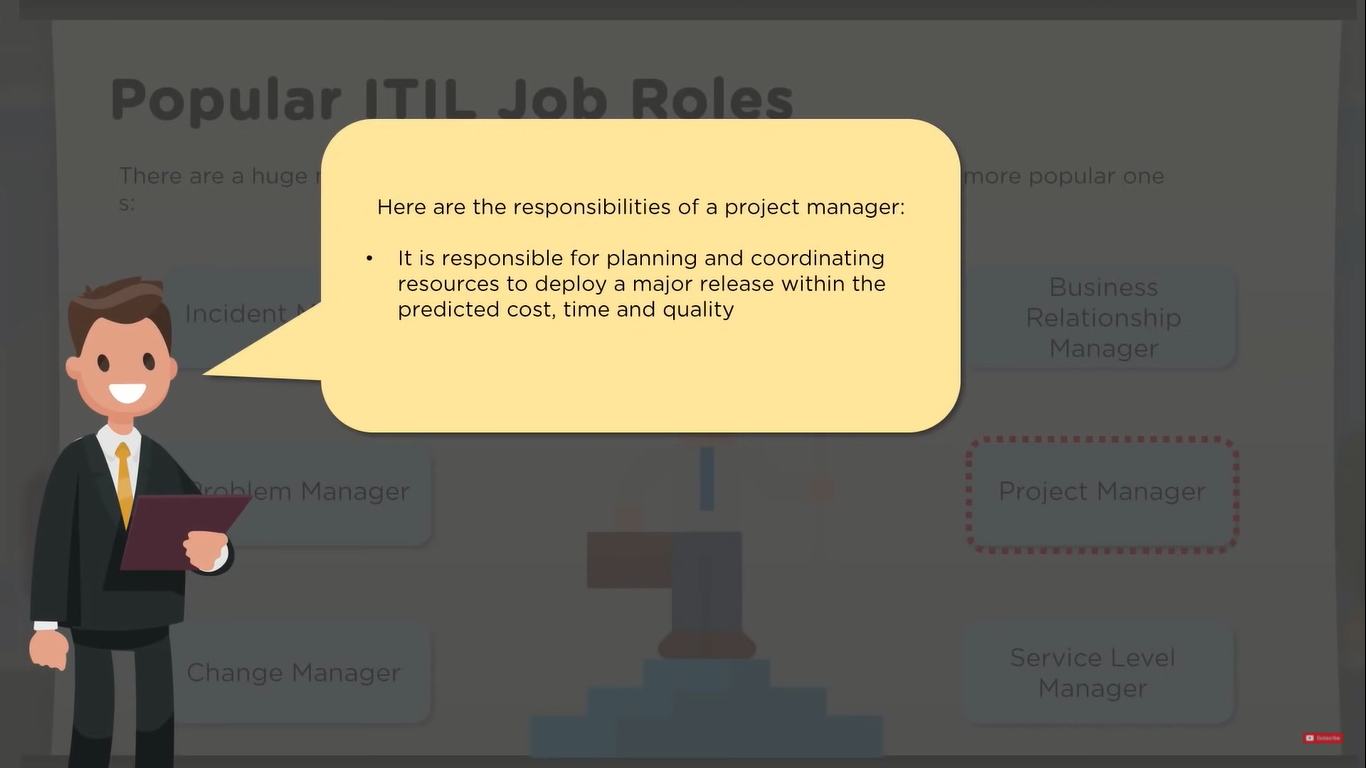 Popular ITIL Job Roles
There are a huge more popular one
s:
Here are the responsibilities of a project manager:
• It is responsible for planning and coordinating
resources to deploy a major release within the
predicted cost, time and quality
Incident
Business
Relationship
Manager
Problem Manager
Project Manager
Change Manager
Service Level
Manager
Subscribe